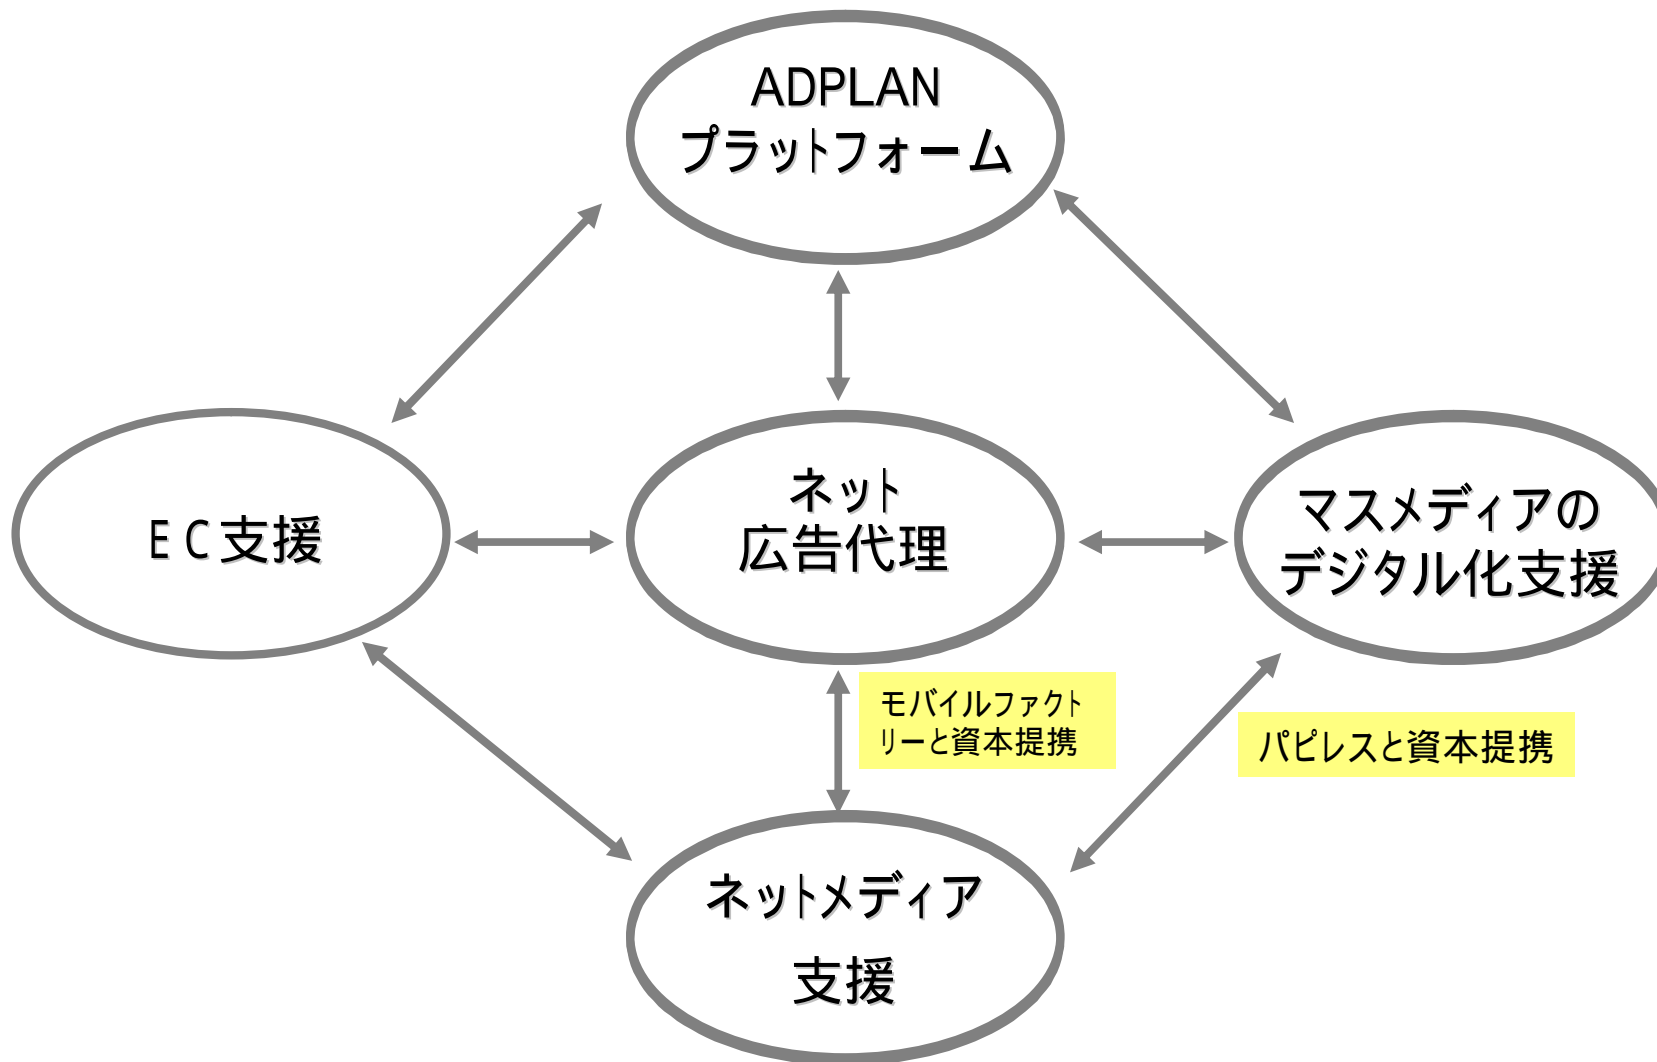 ADPLAN
プラットフォーム
ＥＣ支援
ネット
広告代理
マスメディアの
デジタル化支援
モバイルファクト
リーと資本提携
パピレスと資本提携
ネットメディア
支援